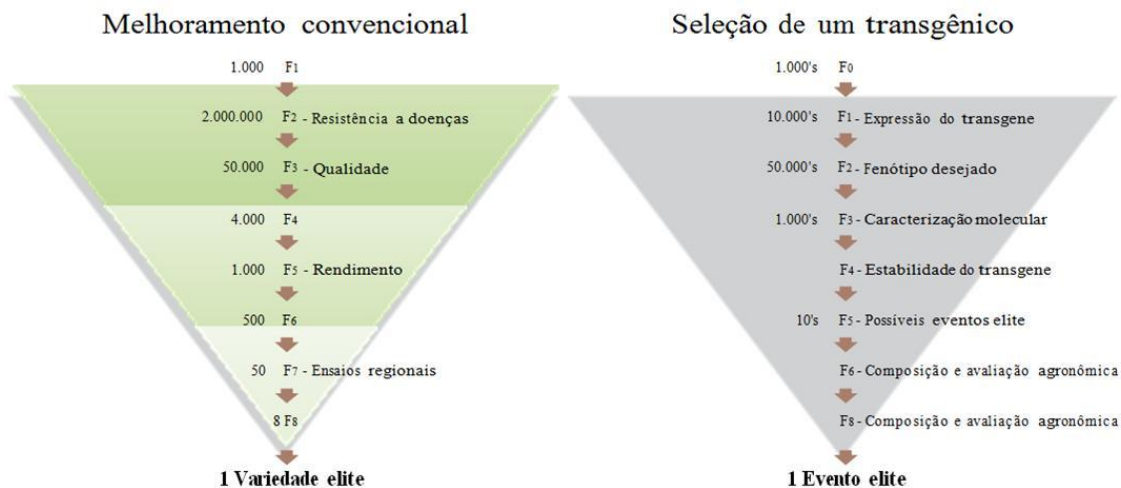 Melhoramento convencional
1.000 F1
2.000.000 F2 - Resistência a doenças
50.000 F3 - Qualidade
4.000 F4
1.000 F5 - Rendimento
500 F6
50 F7 - Ensaios regionais
8 F8
1 Variedade elite
Seleção de um transgênico
1.000's F0
10.000's F1 - Expressão do transgene
50.000's F2 - Fenótipo desejado
1.000's F3 - Caracterização molecular
F4 - Estabilidade do transgene
10's F5 - Possíveis eventos elite
F6 - Composição e avaliação agronômica
F8 - Composição e avaliação agronômica
1 Evento elite